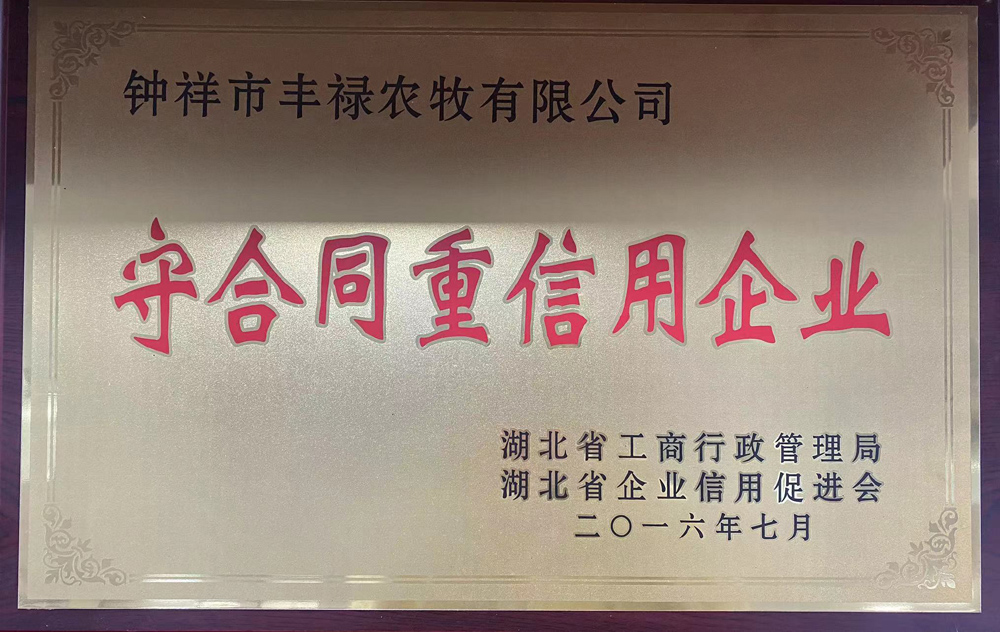 钟祥市丰禄农牧有限公司
守合同重信用企业
湖北省工商行政管理局
湖北省企业信用促进会
二〇一六年七月